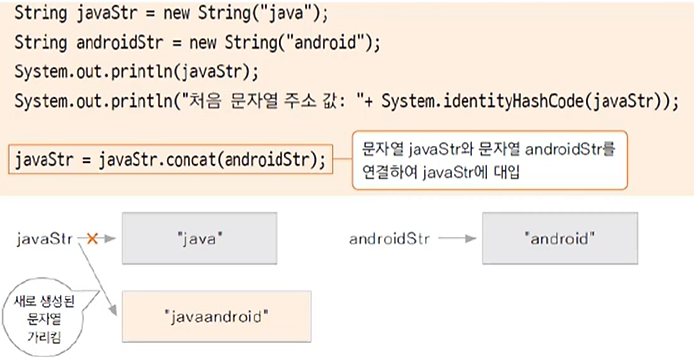 String javaStr = new String("java");
String androidStr = new String("android");
System.out.println(javaStr);
System.out.println("처음 문자열 주소 값: "+ System.identityHashCode(javaStr));
javaStr = javaStr.concat(androidStr);
문자열 javaStr와 문자열 androidStr를
연결하여 javaStr에 대입
javaStr
"java"
androidStr
"android"
새로 생성된
문자열
가리킴
"javaandroid"